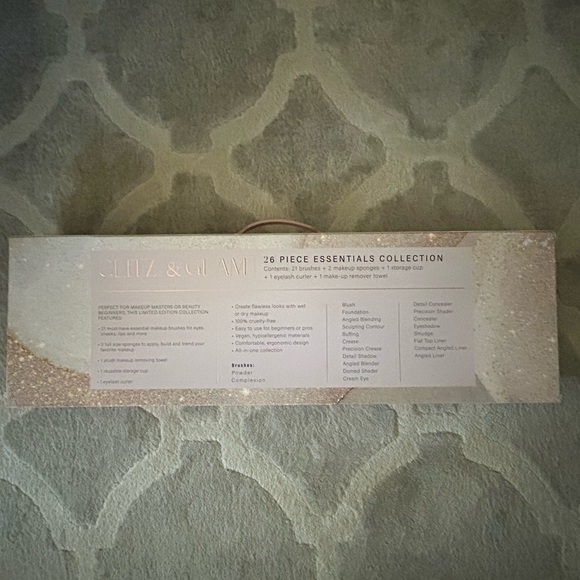 GLITZ & GLAM
26 PIECE ESSENTIALS COLLECTION
Contents: 21 brushes + 2 makeup sponges + 1 storage cup
+ 1 eyelash curler + 1 make-up remover towel
PERFECT FOR MAKEUP MASTERS OR BEAUTY
BEGINNERS, THIS LIMITED EDITION COLLECTION
FEATURES:
• 21 must-have essential makeup brushes for eyes,
cheeks, lips and more
• 2 full size sponges to apply, build and blend your
favorite makeup
• 1 plush makeup removing towel
• 1 reusable storage cup
• 1 eyelash curler
• Create flawless looks with wet
or dry makeup
• 100% cruelty-free
• Easy to use for beginners or pros
• Vegan, hypoallergenic materials
• Comfortable, ergonomic design
• All-in-one collection
Brushes:
Powder
Complexion
Blush
Foundation
Angled Blending
Sculpting Contour
Buffing
Crease
Precision Crease
Detail Shadow
Angled Blender
Domed Shader
Cream Eye
Detail Concealer
Precision Shader
Concealer
Eyeshadow
Smudge
Flat Top Liner
Compact Angled Liner
Angled Liner